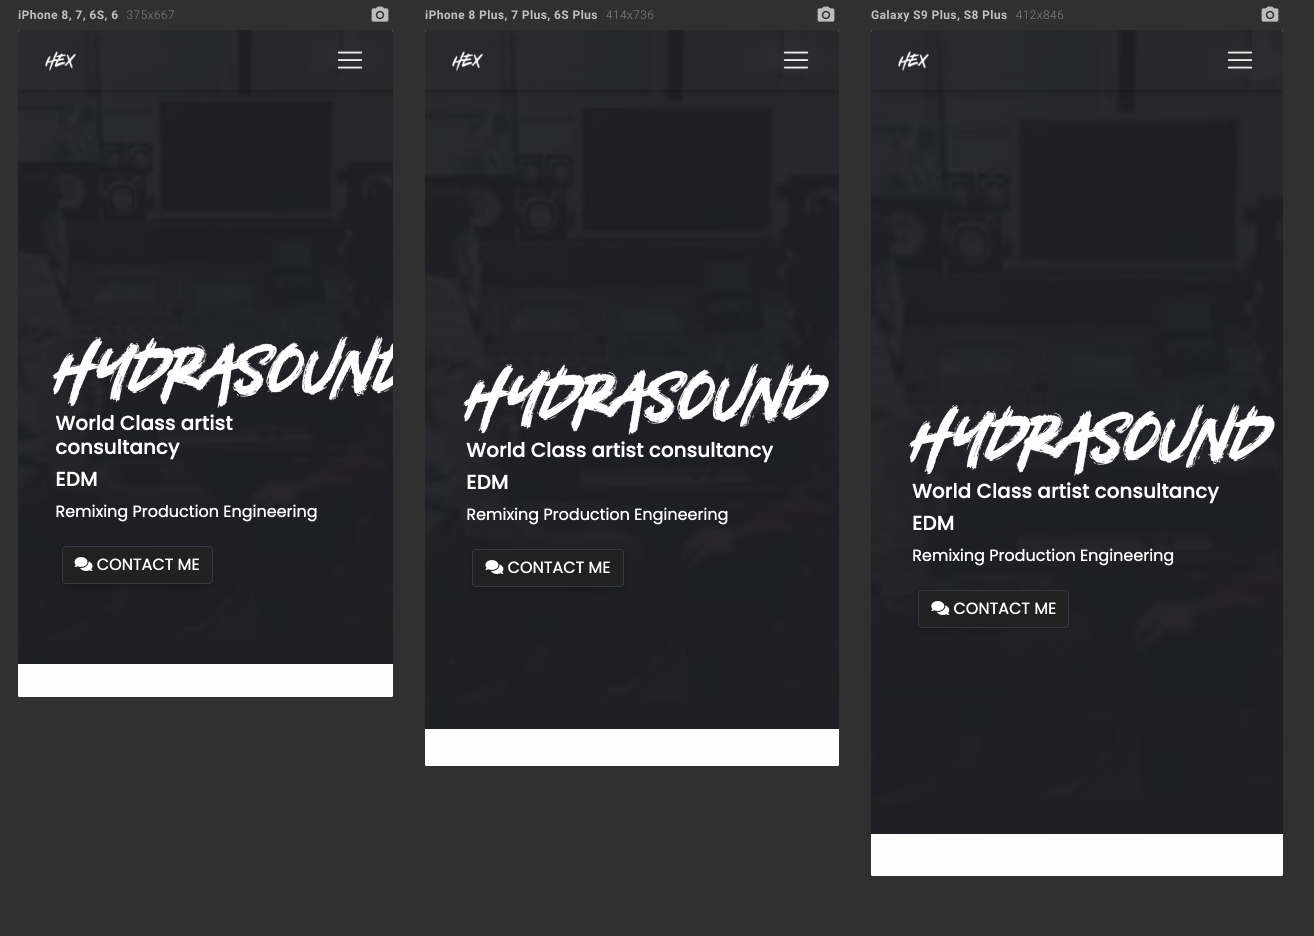 iPhone 8, 7, 6S, 6 375x667
HEX
HYDRASOUND
World Class artist
consultancy
EDM
Remixing Production Engineering
CONTACT ME
iPhone 8 Plus, 7 Plus, 6S Plus 414x736
HEX
HYDRASOUND
World Class artist consultancy
EDM
Remixing Production Engineering
CONTACT ME
Galaxy S9 Plus, S8 Plus 412x846
HEX
HYDRASOUND
World Class artist consultancy
EDM
Remixing Production Engineering
CONTACT ME